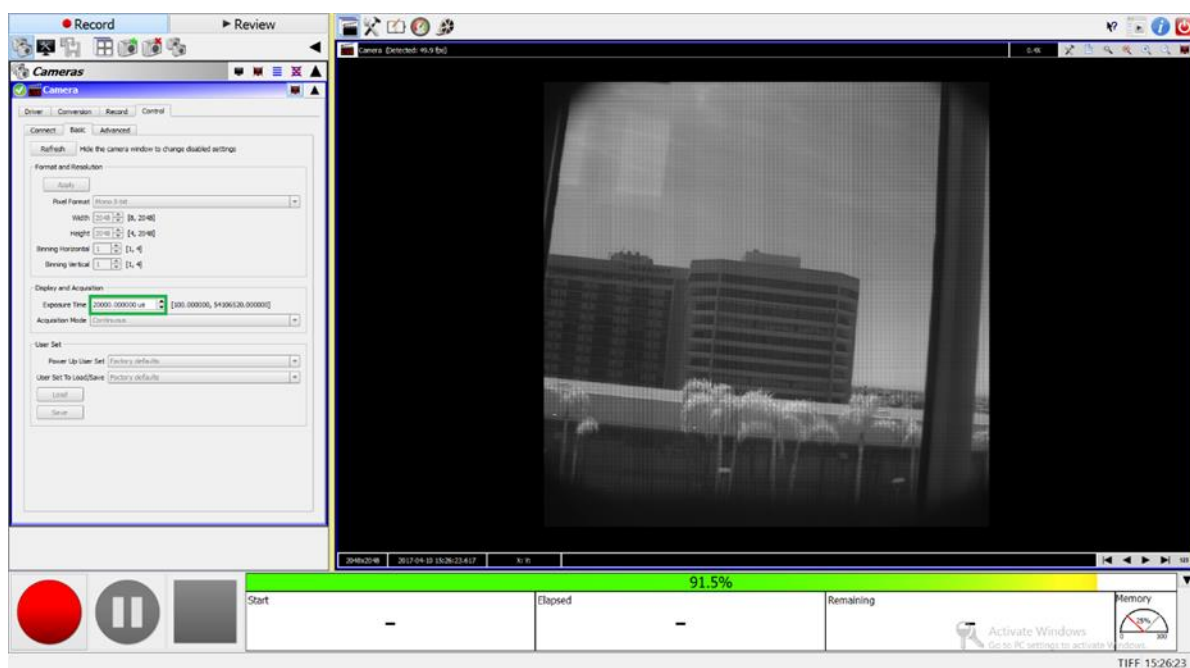 Record
Review
Cameras
Camera
Driver Conversion Record Control
Connect Basic Advanced
Refresh Hide the camera window to change disabled settings
Format and Resolution
Apply
Pixel Format Mono 8-bit
Width 2048 [8, 2048]
Height 2048 [4, 2048]
Binning Horizontal 1 [1, 4]
Binning Vertical 1 [1, 4]
Display and Acquisition
Exposure Time 20000.000000 us [100.000000, 54106520.000000]
Acquisition Mode Continuous
User Set
Power Up User Set Factory defaults
User Set To Load/Save Factory defaults
Load
Save
Camera (Detected: 49.9 fps)
0.4X
2048x2048 2017-04-10 15:26:23.417
91.5%
Start
Elapsed
Remaining
Memory
- - -
25%
0 100
Activate Windows
Go to PC settings to activate Windows.
TIFF 15:26:23